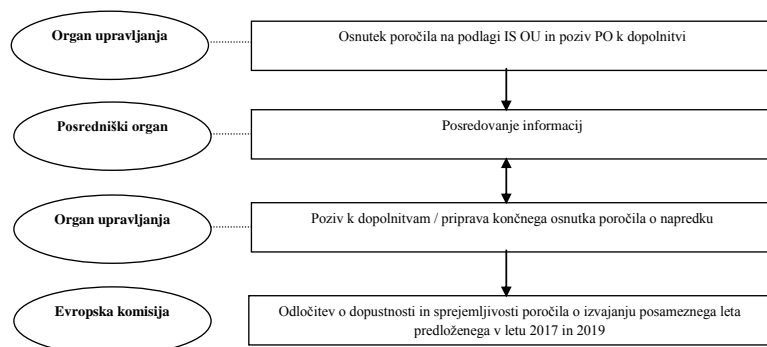 Organ upravljanja
Osnutek poročila na podlagi IS OU in poziv PO k dopolnitvi
Posredniški organ
Posredovanje informacij
Organ upravljanja
Poziv k dopolnitvam / priprava končnega osnutka poročila o napredku
Evropska komisija
Odločitev o dopustnosti in sprejemljivosti poročila o izvajanju posameznega leta
predloženega v letu 2017 in 2019